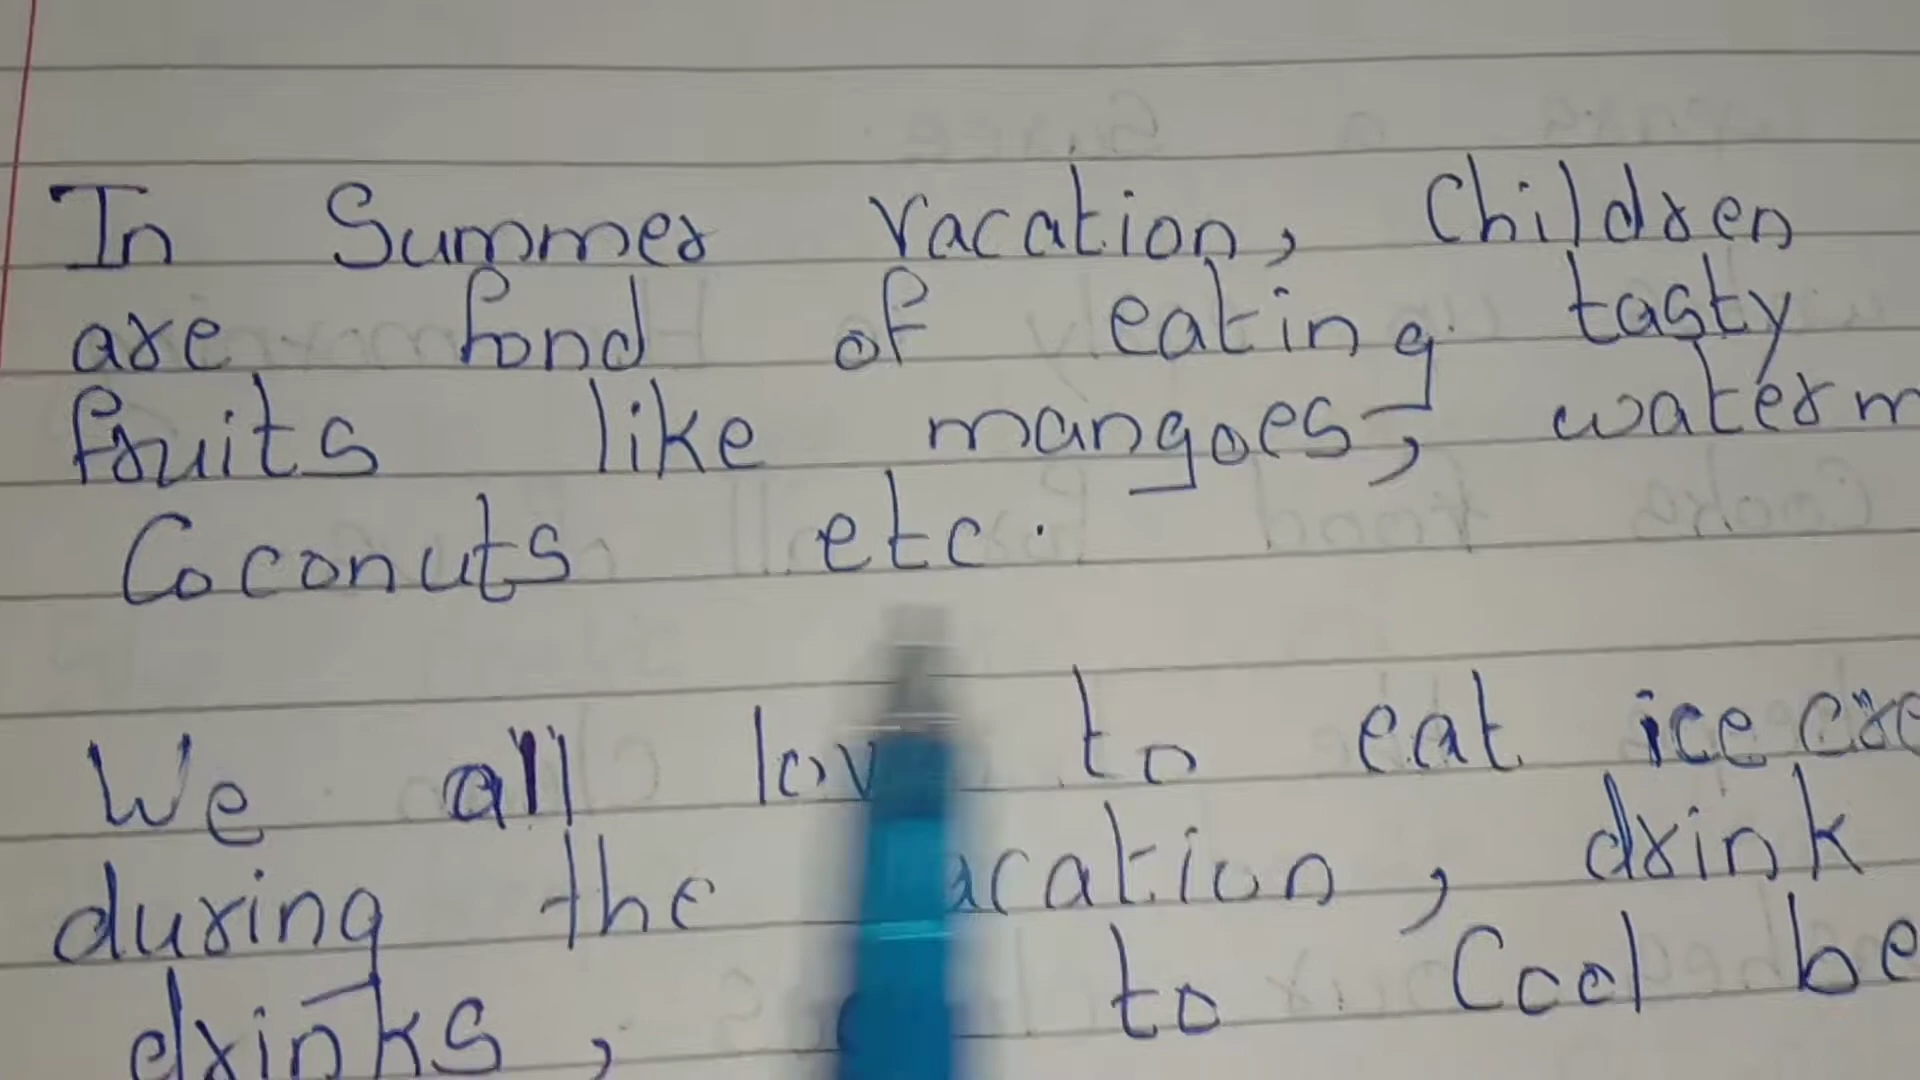 In Summer Vacation, Children
are fond of eating tasty
fruits like mangoes, waterm
Coconuts etc.
We all lov to eat ice cre
during the acation, drink
drinks, to Cool be